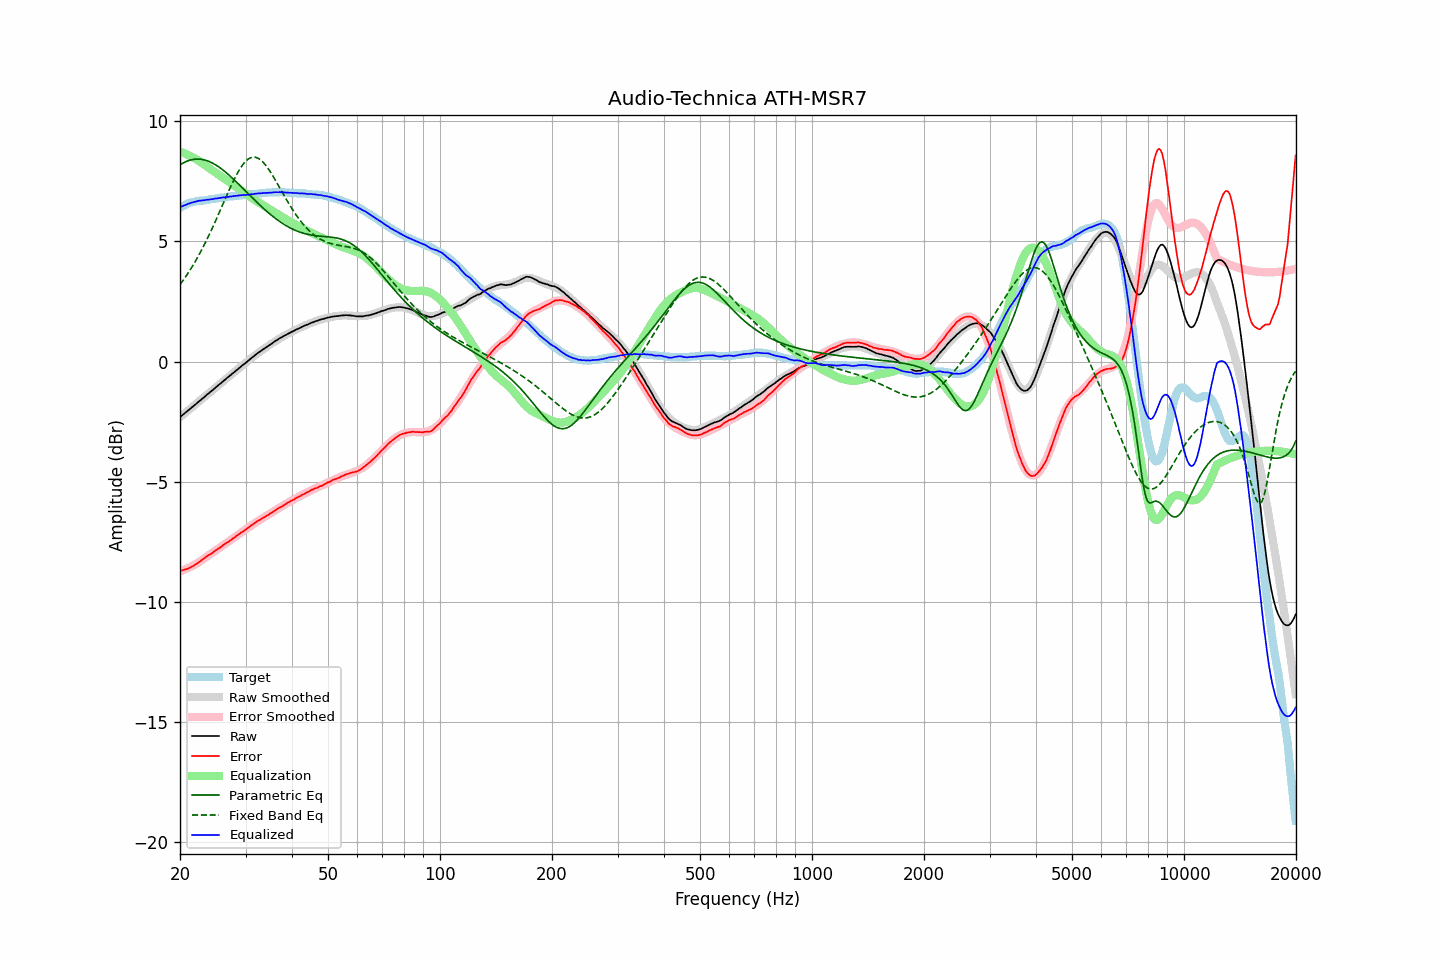 Audio-Technica ATH-MSR7
10
5
0
−5
−10
−15
−20
Amplitude (dBr)
Target
Raw Smoothed
Error Smoothed
Raw
Error
Equalization
Parametric Eq
Fixed Band Eq
Equalized
20 50 100 200 500 1000 2000 5000 10000 20000
Frequency (Hz)